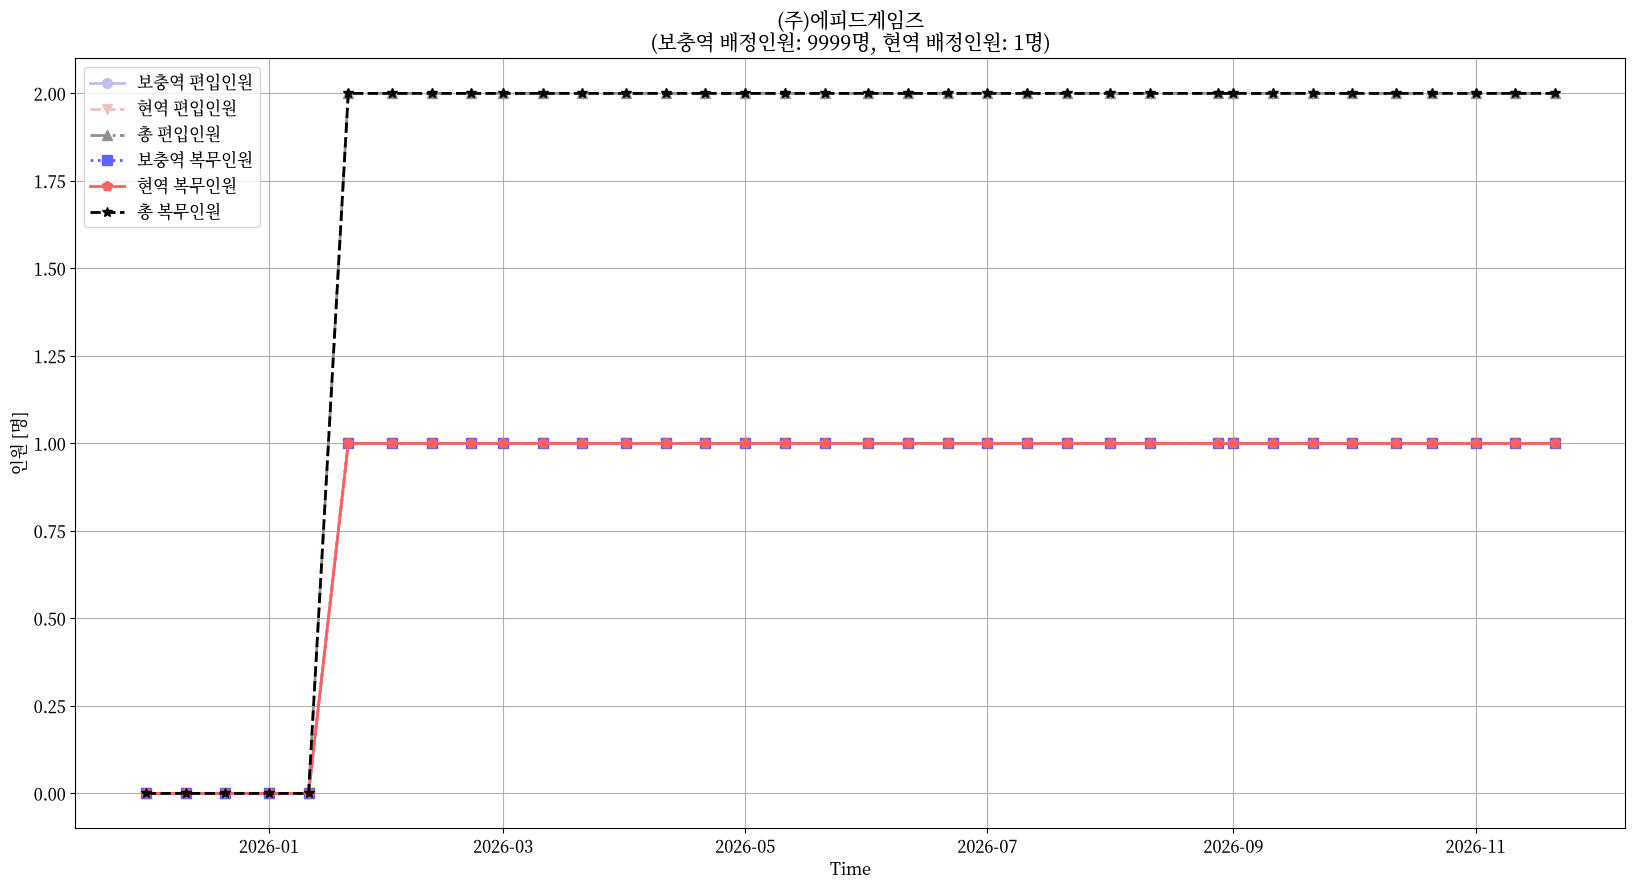 (주)에피드게임즈
(보충역 배정인원: 9999명, 현역 배정인원: 1명)
보충역 편입인원
현역 편입인원
총 편입인원
보충역 복무인원
현역 복무인원
총 복무인원
2.00
1.75
1.50
1.25
1.00
0.75
0.50
0.25
0.00
인원 [명]
2026-01
2026-03
2026-05
2026-07
2026-09
2026-11
Time